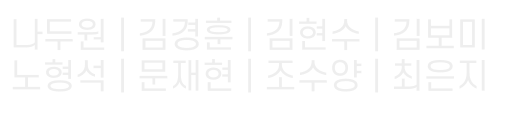 나두원 | 김경훈 | 김현수 | 김보미
노형석 | 문재현 | 조수양 | 최은지